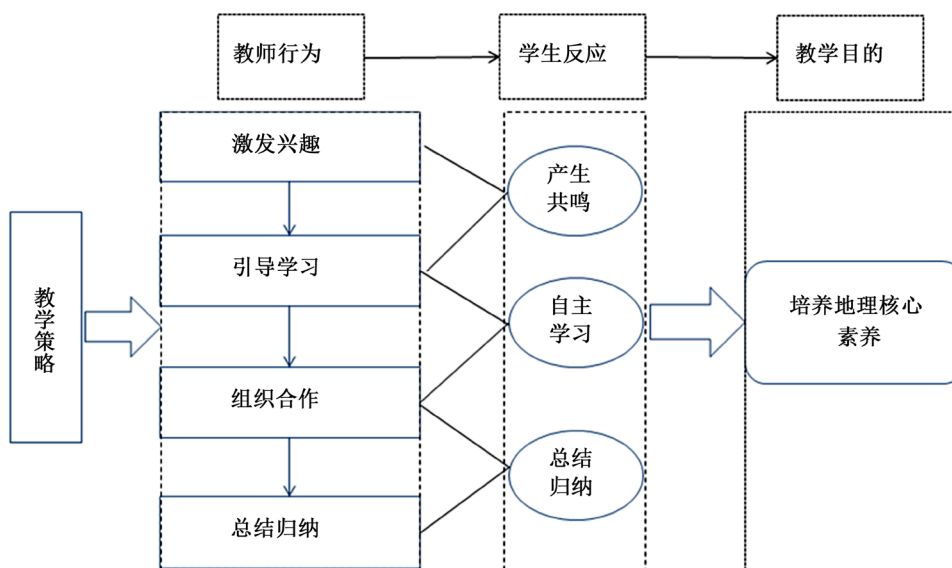 教师行为
学生反应
教学目的
激发兴趣
产生
共鸣
引导学习
教学策略
自主
学习
培养地理核心
素养
组织合作
总结
归纳
总结归纳